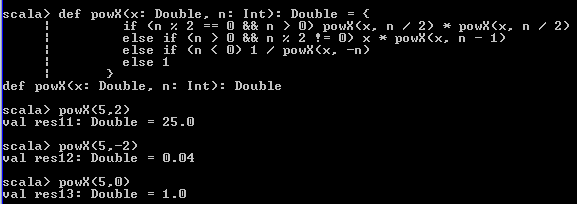 scala> def powX(x: Double, n: Int): Double = {
     |         if (n % 2 == 0 && n > 0) powX(x, n / 2) * powX(x, n / 2)
     |         else if (n > 0 && n % 2 != 0) x * powX(x, n - 1)
     |         else if (n < 0) 1 / powX(x, -n)
     |         else 1
     |       }
def powX(x: Double, n: Int): Double
scala> powX(5,2)
val res11: Double = 25.0
scala> powX(5,-2)
val res12: Double = 0.04
scala> powX(5,0)
val res13: Double = 1.0